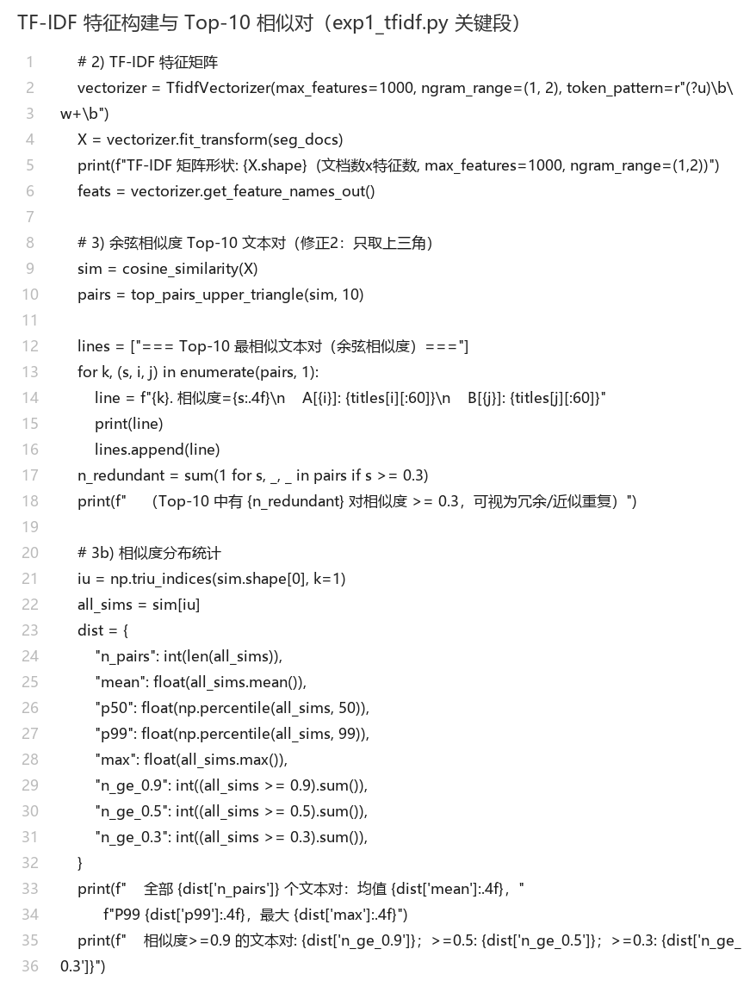 TF-IDF 特征构建与 Top-10 相似对（exp1_tfidf.py 关键段）
1     # 2) TF-IDF 特征矩阵
2     vectorizer = TfidfVectorizer(max_features=1000, ngram_range=(1, 2), token_pattern=r"(?u)\b\
3 w+\b")
4     X = vectorizer.fit_transform(seg_docs)
5     print(f"TF-IDF 矩阵形状: {X.shape}  (文档数x特征数, max_features=1000, ngram_range=(1,2))")
6     feats = vectorizer.get_feature_names_out()
7
8     # 3) 余弦相似度 Top-10 文本对（修正2：只取上三角）
9     sim = cosine_similarity(X)
10     pairs = top_pairs_upper_triangle(sim, 10)
11
12     lines = ["=== Top-10 最相似文本对（余弦相似度）==="]
13     for k, (s, i, j) in enumerate(pairs, 1):
14         line = f"{k}. 相似度={s:.4f}\n    A[{i}]: {titles[i][:60]}\n    B[{j}]: {titles[j][:60]}"
15         print(line)
16         lines.append(line)
17     n_redundant = sum(1 for s, _, _ in pairs if s >= 0.3)
18     print(f"    （Top-10 中有 {n_redundant} 对相似度 >= 0.3，可视为冗余/近似重复）")
19
20     # 3b) 相似度分布统计
21     iu = np.triu_indices(sim.shape[0], k=1)
22     all_sims = sim[iu]
23     dist = {
24         "n_pairs": int(len(all_sims)),
25         "mean": float(all_sims.mean()),
26         "p50": float(np.percentile(all_sims, 50)),
27         "p99": float(np.percentile(all_sims, 99)),
28         "max": float(all_sims.max()),
29         "n_ge_0.9": int((all_sims >= 0.9).sum()),
30         "n_ge_0.5": int((all_sims >= 0.5).sum()),
31         "n_ge_0.3": int((all_sims >= 0.3).sum()),
32     }
33     print(f"    全部 {dist['n_pairs']} 个文本对：均值 {dist['mean']:.4f}，"
34           f"P99 {dist['p99']:.4f}，最大 {dist['max']:.4f}")
35     print(f"    相似度>=0.9 的文本对: {dist['n_ge_0.9']}；>=0.5: {dist['n_ge_0.5']}；>=0.3: {dist['n_ge_
36 0.3']}")